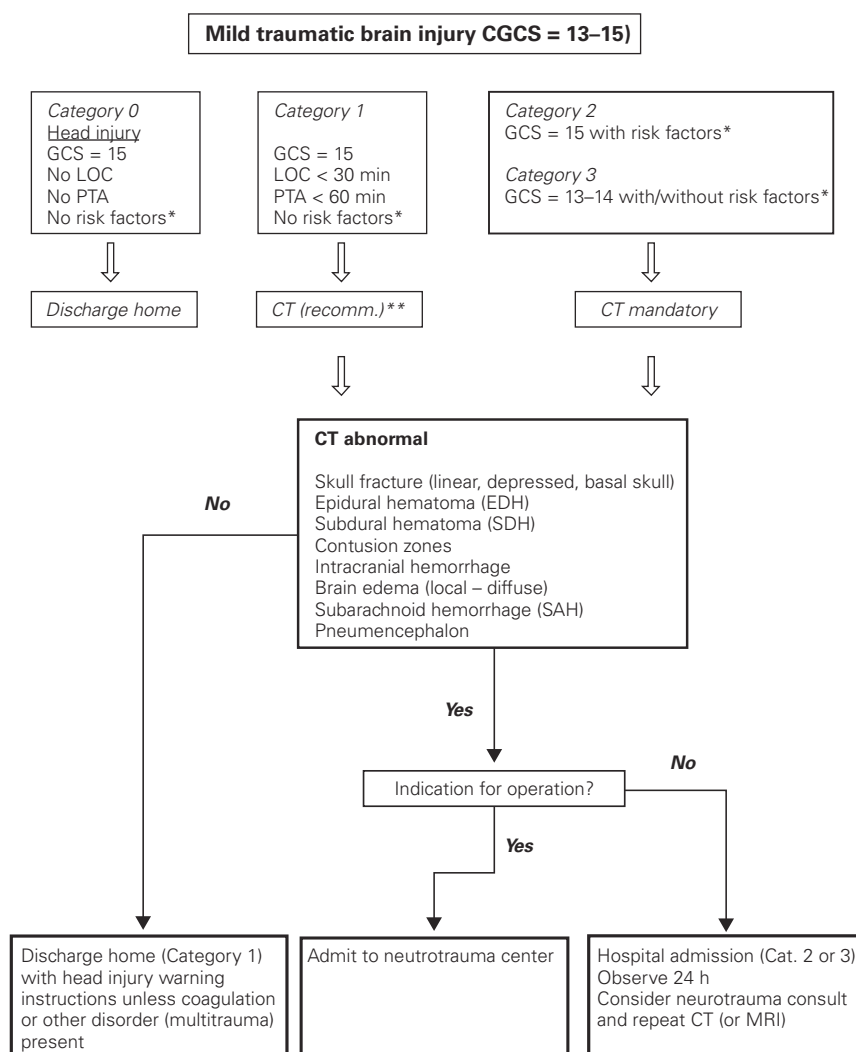 Mild traumatic brain injury CGCS = 13–15)
Category 0
Head injury
GCS = 15
No LOC
No PTA
No risk factors*
Category 1
GCS = 15
LOC < 30 min
PTA < 60 min
No risk factors*
Category 2
GCS = 15 with risk factors*
Category 3
GCS = 13–14 with/without risk factors*
Discharge home
CT (recomm.)**
CT mandatory
CT abnormal
Skull fracture (linear, depressed, basal skull)
Epidural hematoma (EDH)
Subdural hematoma (SDH)
Contusion zones
Intracranial hemorrhage
Brain edema (local – diffuse)
Subarachnoid hemorrhage (SAH)
Pneumencephalon
No
Yes
Indication for operation?
No
Yes
Discharge home (Category 1)
with head injury warning
instructions unless coagulation
or other disorder (multitrauma)
present
Admit to neutrotrauma center
Hospital admission (Cat. 2 or 3)
Observe 24 h
Consider neurotrauma consult
and repeat CT (or MRI)